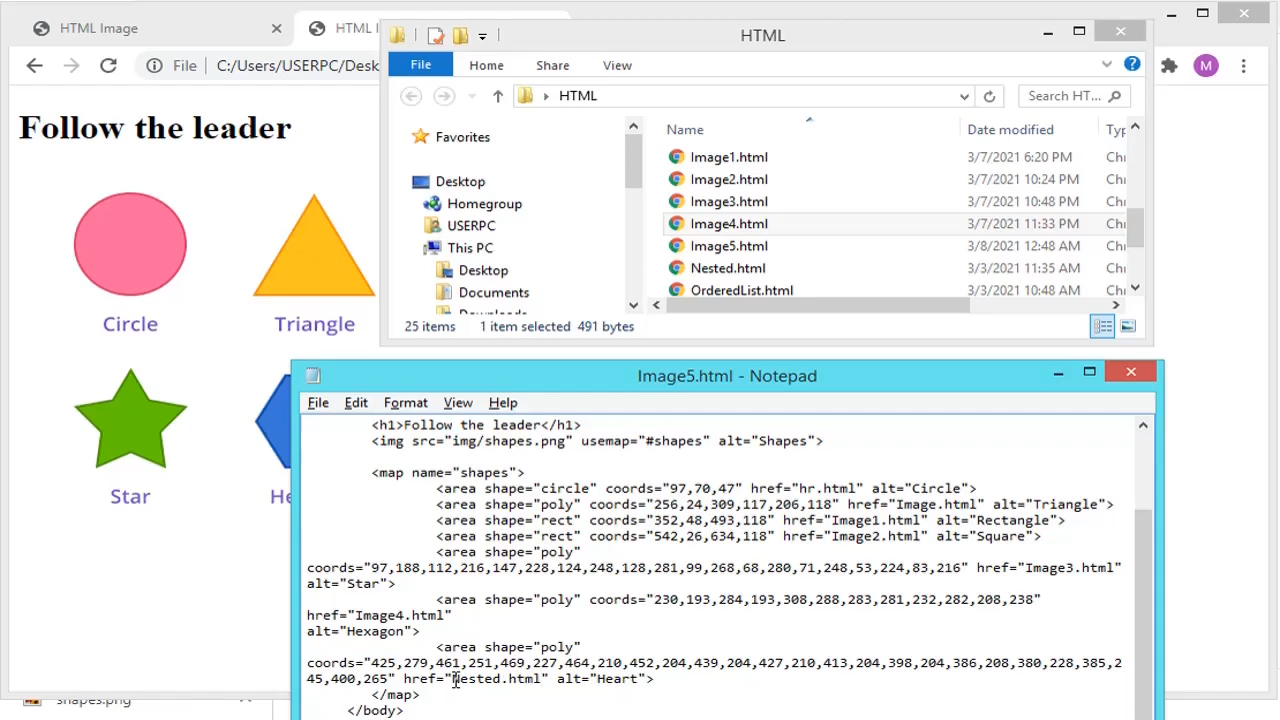 HTML Image
HTML I
File C:/Users/USERPC/Desk
M
Follow the leader
Circle
Triangle
Star
He
shapes.png
HTML
File Home Share View
HTML
Search HT...
Favorites
Desktop
Homegroup
USERPC
This PC
Desktop
Documents
Name Date modified Ty
Image1.html 3/7/2021 6:20 PM Ch
Image2.html 3/7/2021 10:24 PM Ch
Image3.html 3/7/2021 10:48 PM Ch
Image4.html 3/7/2021 11:33 PM Ch
Image5.html 3/8/2021 12:48 AM Ch
Nested.html 3/3/2021 11:35 AM Ch
OrderedList.html 3/3/2021 10:48 AM Ch
25 items 1 item selected 491 bytes
Image5.html - Notepad
File Edit Format View Help
<h1>Follow the leader</h1>
<img src="img/shapes.png" usemap="#shapes" alt="Shapes">
<map name="shapes">
<area shape="circle" coords="97,70,47" href="hr.html" alt="Circle">
<area shape="poly" coords="256,24,309,117,206,118" href="Image.html" alt="Triangle">
<area shape="rect" coords="352,48,493,118" href="Image1.html" alt="Rectangle">
<area shape="rect" coords="542,26,634,118" href="Image2.html" alt="Square">
<area shape="poly"
coords="97,188,112,216,147,228,124,248,128,281,99,268,68,280,71,248,53,224,83,216" href="Image3.html"
alt="Star">
<area shape="poly" coords="230,193,284,193,308,288,283,281,232,282,208,238"
href="Image4.html"
alt="Hexagon">
<area shape="poly"
coords="425,279,461,251,469,227,464,210,452,204,439,204,427,210,413,204,398,204,386,208,380,228,385,2
45,400,265" href="Nested.html" alt="Heart">
</map>
</body>